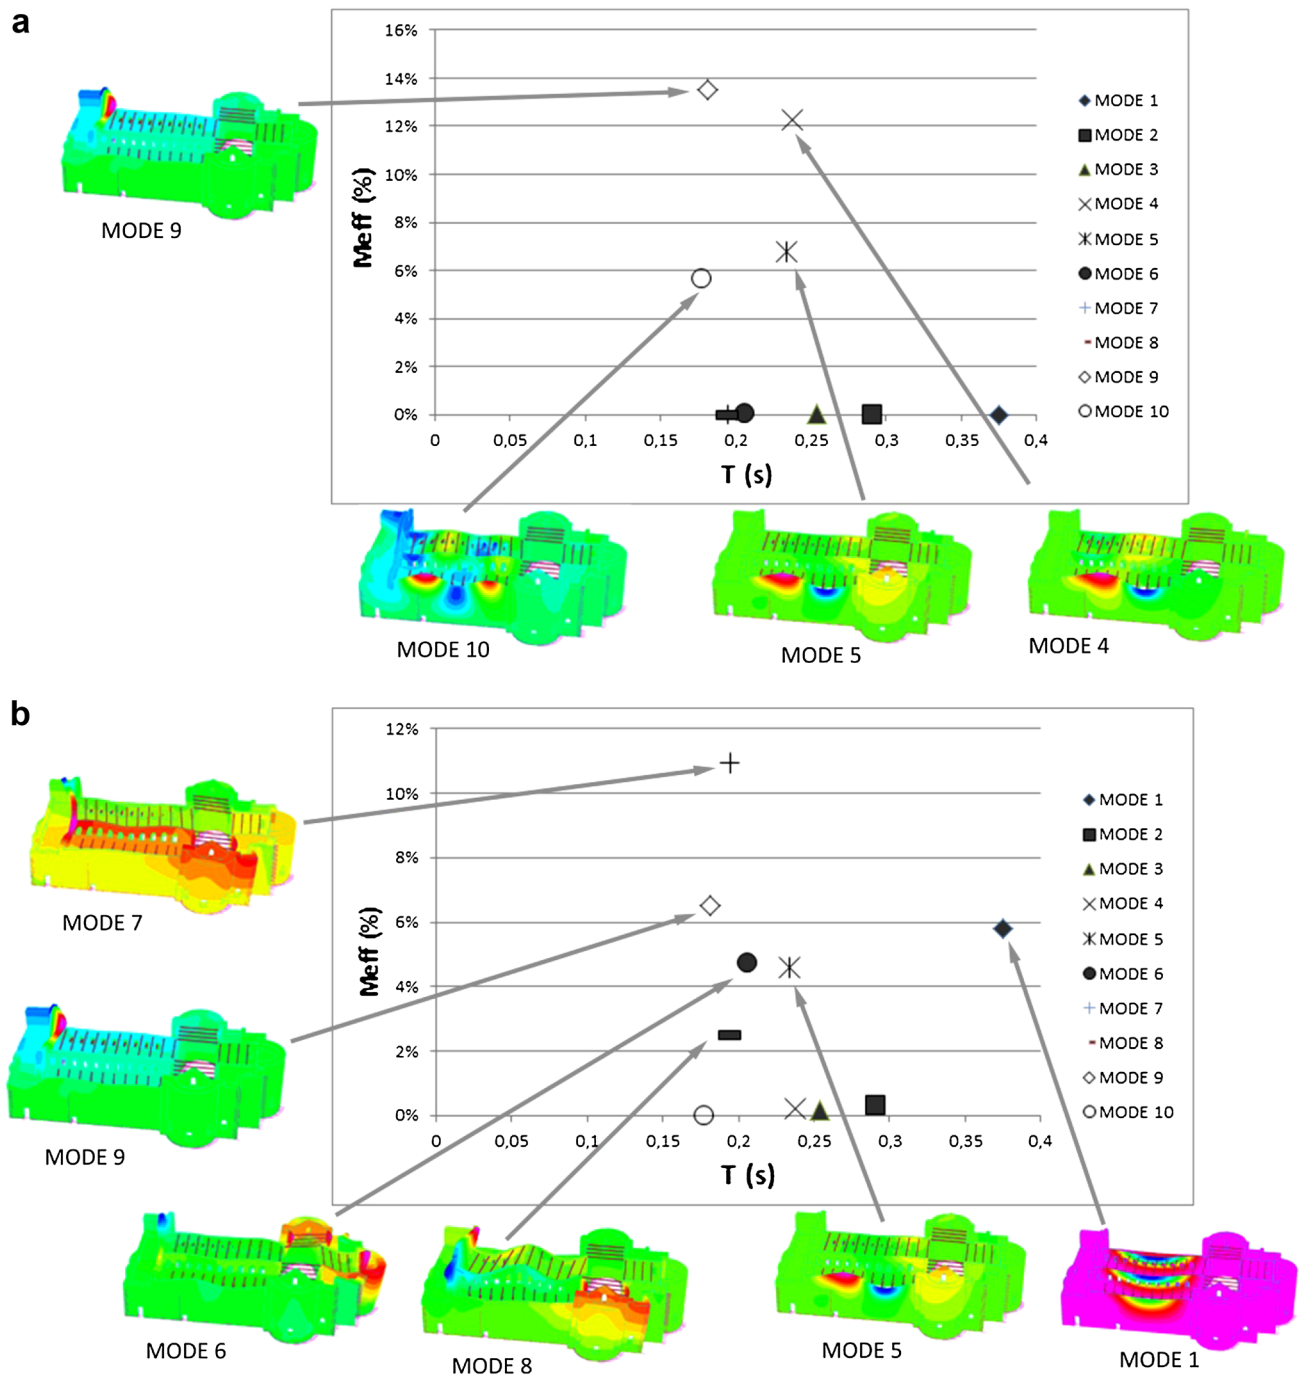 a
16%
14%
12%
10%
8%
6%
4%
2%
0%
Meff (%)
0 0,05 0,1 0,15 0,2 0,25 0,3 0,35 0,4
T (s)
MODE 1
MODE 2
MODE 3
MODE 4
MODE 5
MODE 6
MODE 7
MODE 8
MODE 9
MODE 10
MODE 9
MODE 10
MODE 5
MODE 4
b
12%
10%
8%
6%
4%
2%
0%
Meff (%)
0 0,05 0,1 0,15 0,2 0,25 0,3 0,35 0,4
T (s)
MODE 1
MODE 2
MODE 3
MODE 4
MODE 5
MODE 6
MODE 7
MODE 8
MODE 9
MODE 10
MODE 7
MODE 9
MODE 6
MODE 8
MODE 5
MODE 1